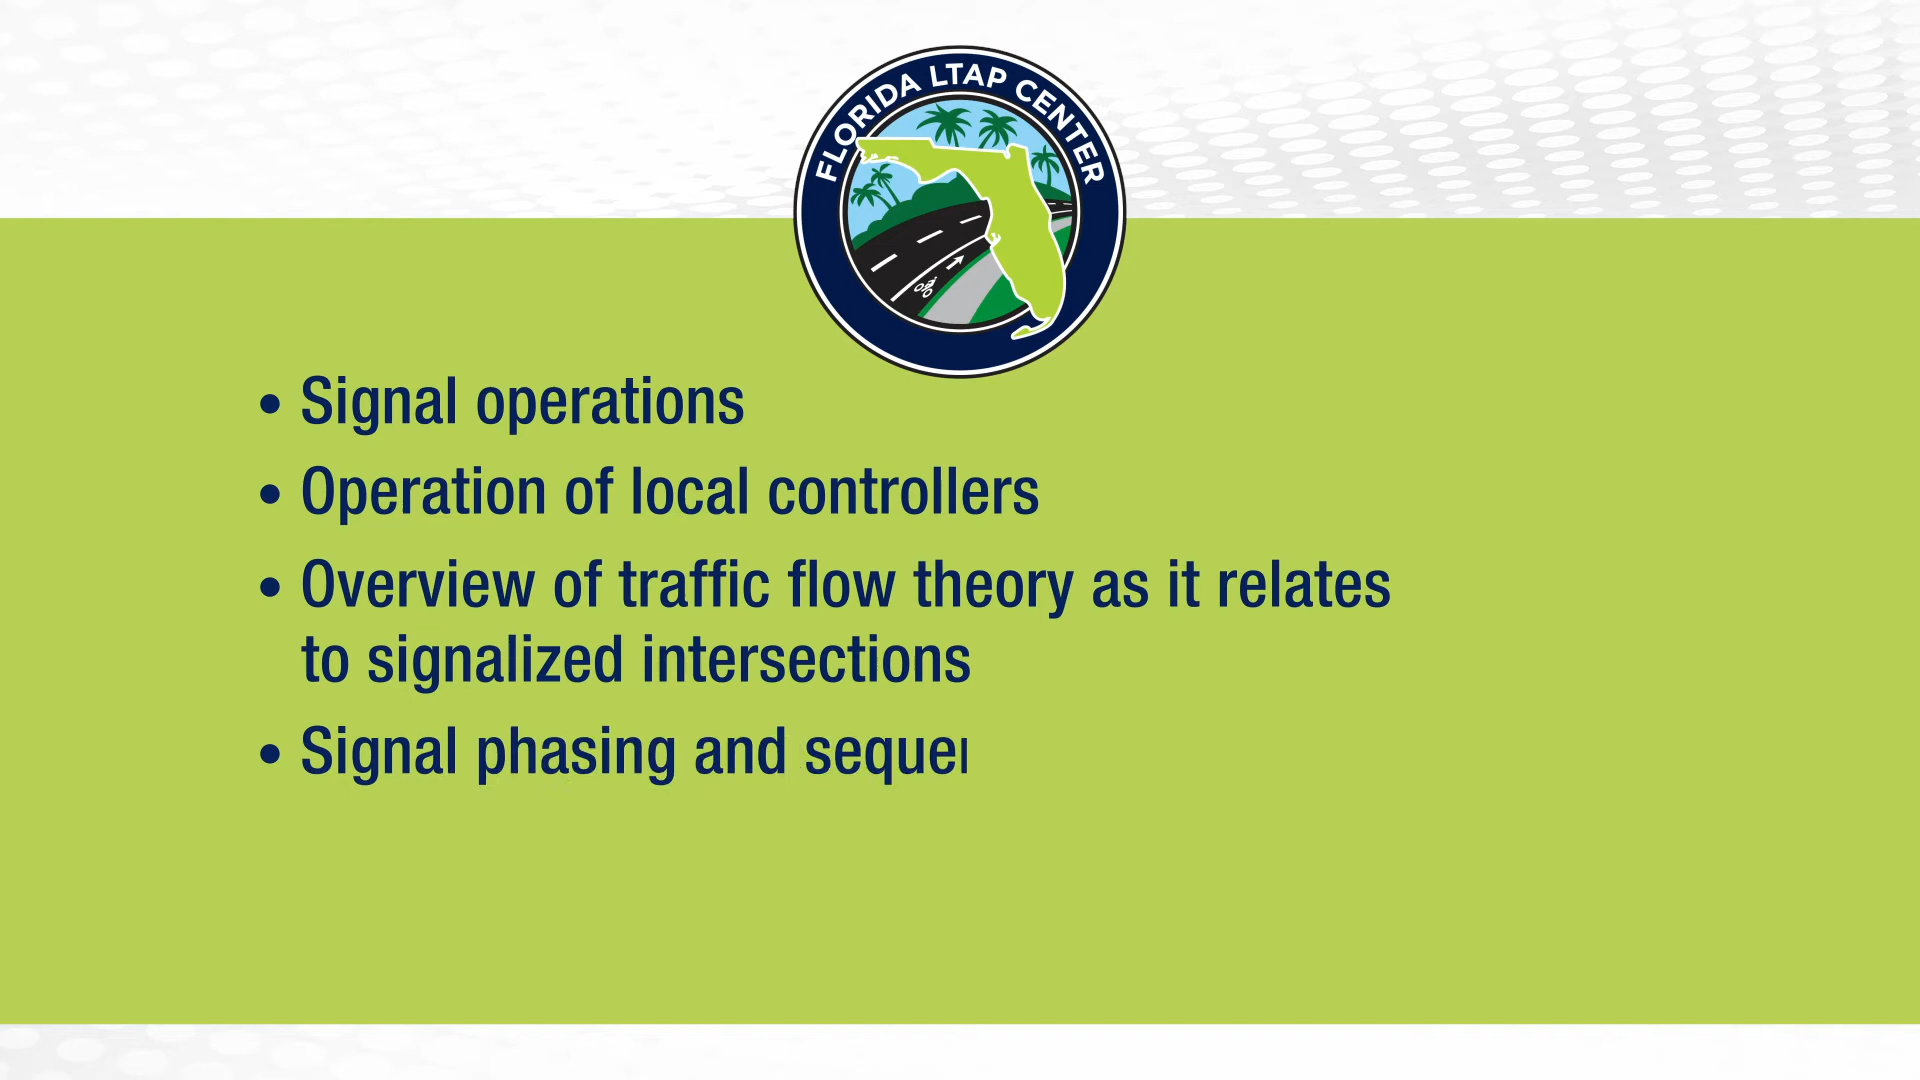 FLORIDA LTAP CENTER
• Signal operations
• Operation of local controllers
• Overview of traffic flow theory as it relates
to signalized intersections
• Signal phasing and seque